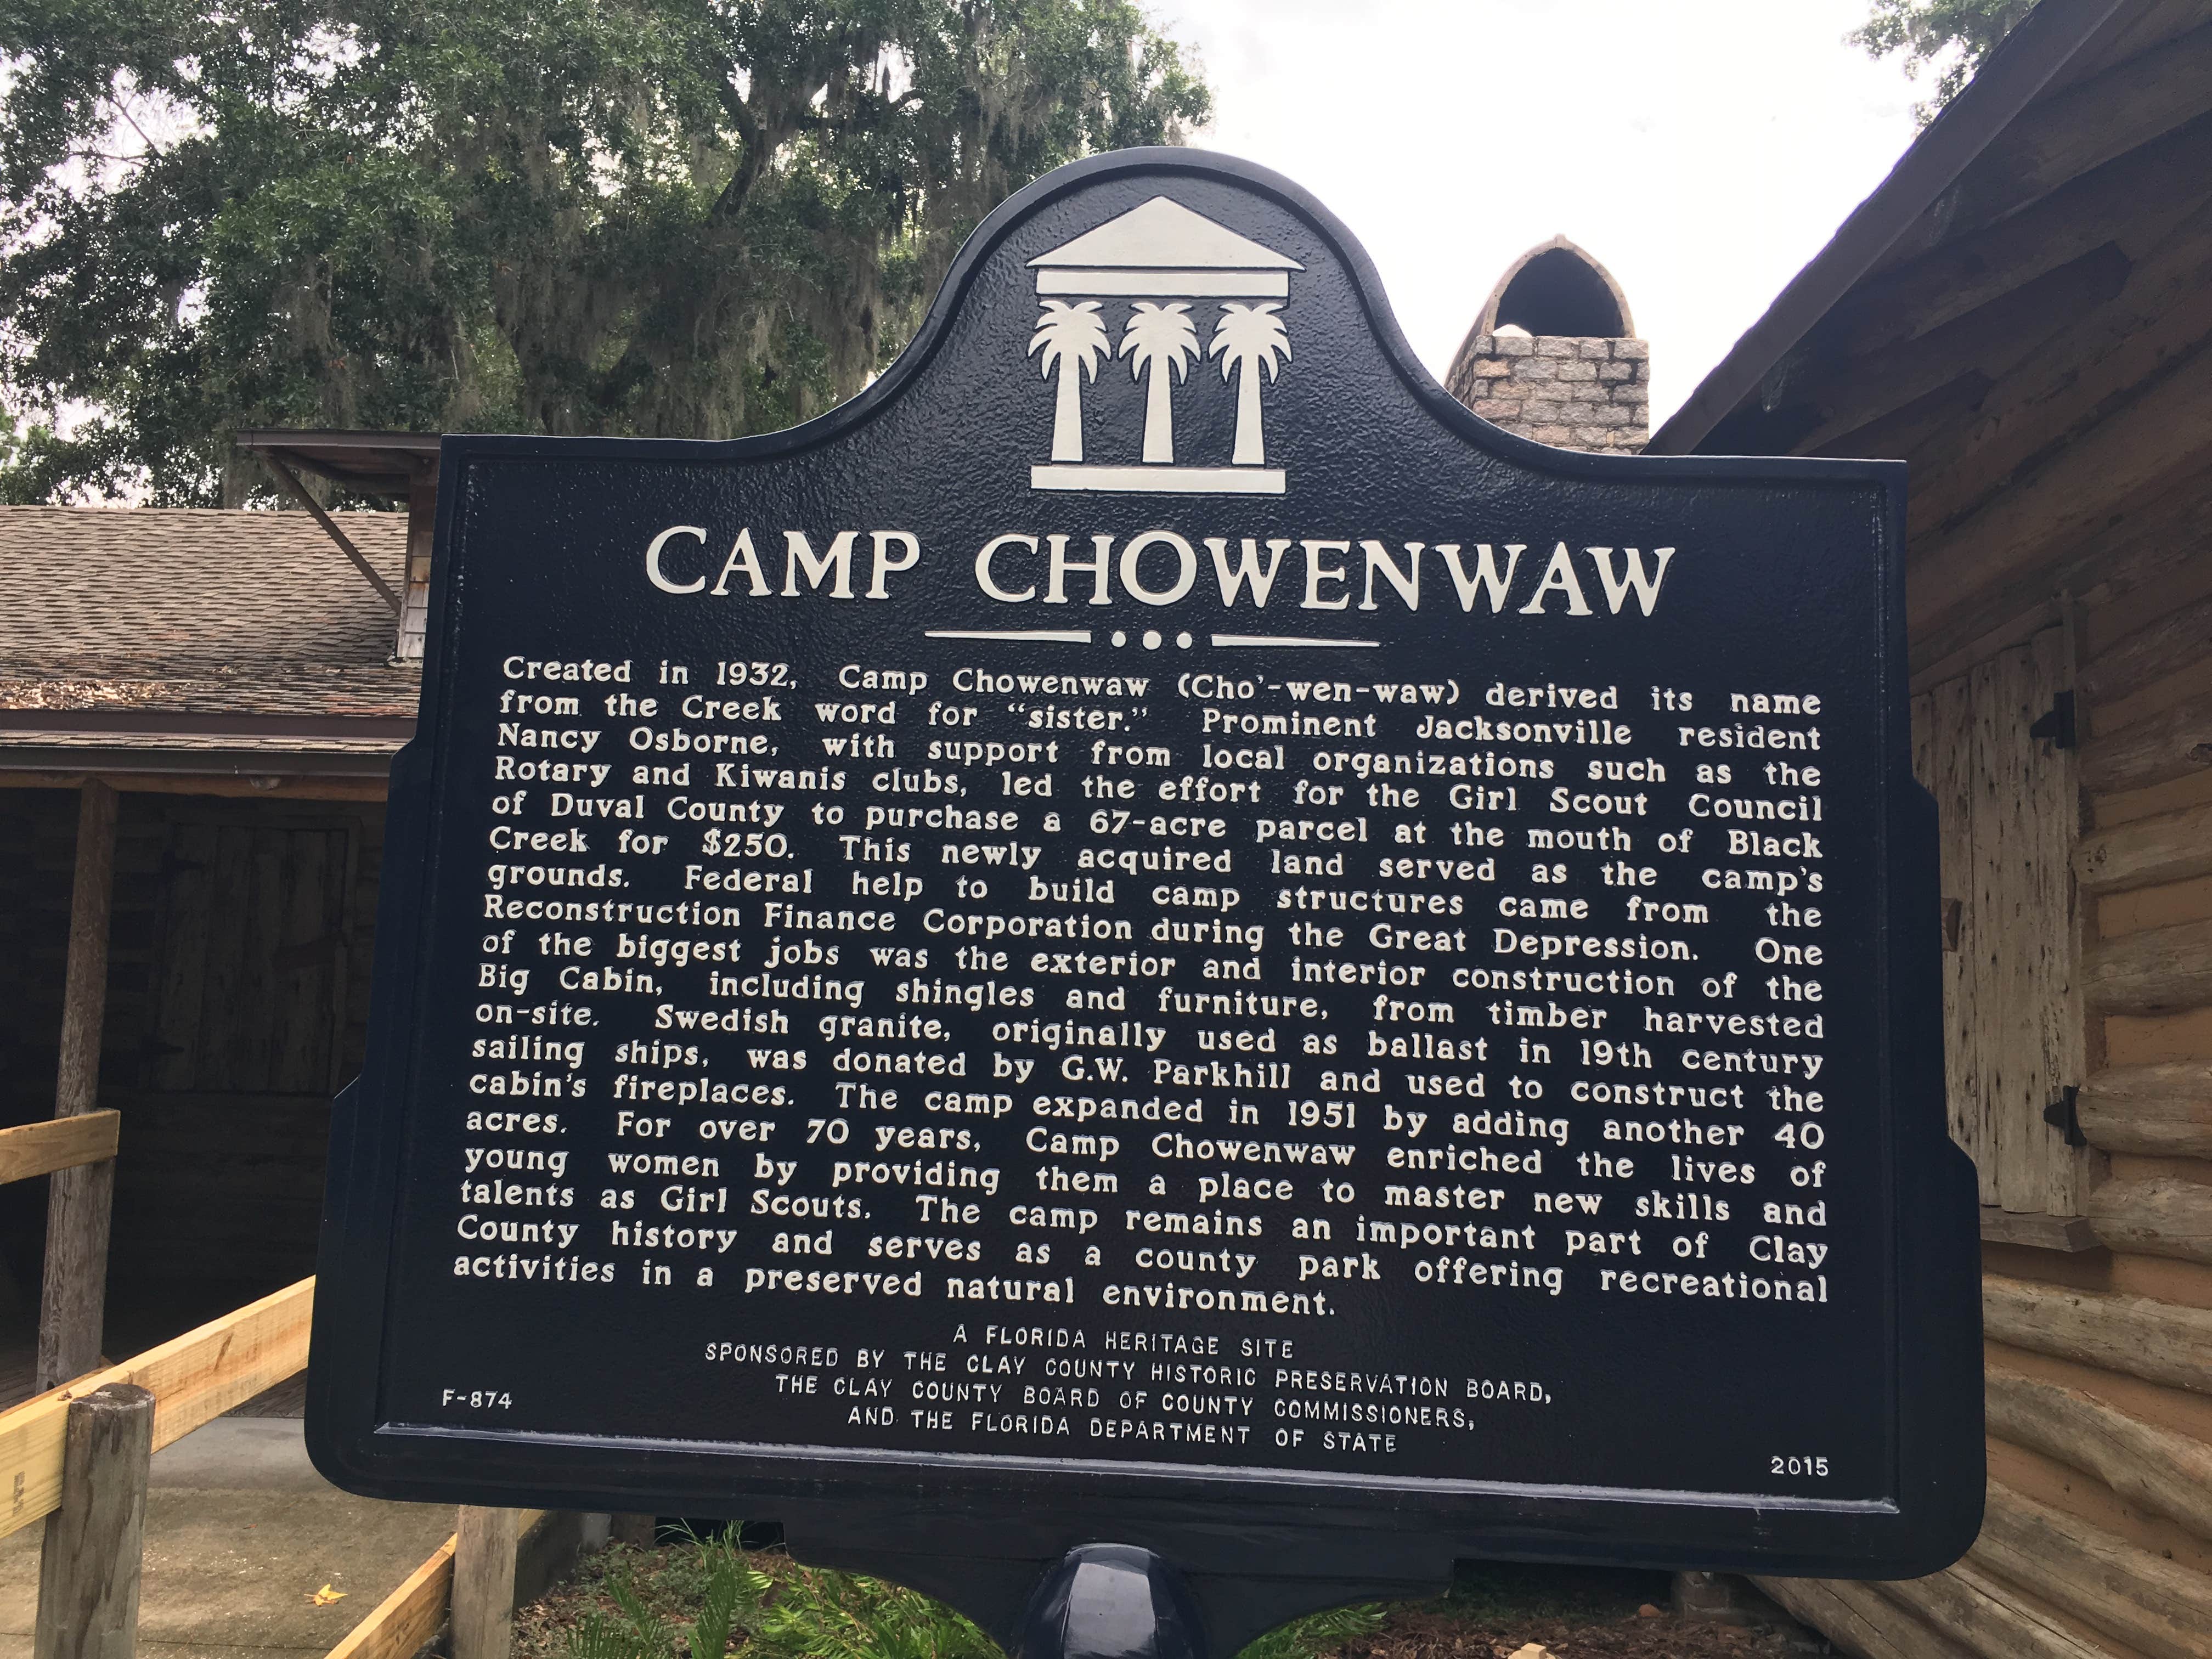 CAMP CHOWENWAW
Created in 1932, Camp Chowenwaw (Cho'-wen-waw) derived its name
from the Creek word for "sister." Prominent Jacksonville resident
Nancy Osborne, with support from local organizations such as the
Rotary and Kiwanis clubs, led the effort for the Girl Scout Council
of Duval County to purchase a 67-acre parcel at the mouth of Black
Creek for $250. This newly acquired land served as the camp's
grounds. Federal help to build camp structures came from the
Reconstruction Finance Corporation during the Great Depression. One
of the biggest jobs was the exterior and interior construction of the
Big Cabin, including shingles and furniture, from timber harvested
on-site. Swedish granite, originally used as ballast in 19th century
sailing ships, was donated by G.W. Parkhill and used to construct the
cabin's fireplaces. The camp expanded in 1951 by adding another 40
acres. For over 70 years, Camp Chowenwaw enriched the lives of
young women by providing them a place to master new skills and
talents as Girl Scouts. The camp remains an important part of Clay
County history and serves as a county park offering recreational
activities in a preserved natural environment.
A FLORIDA HERITAGE SITE
SPONSORED BY THE CLAY COUNTY HISTORIC PRESERVATION BOARD,
THE CLAY COUNTY BOARD OF COUNTY COMMISSIONERS,
AND THE FLORIDA DEPARTMENT OF STATE
F-874
2015